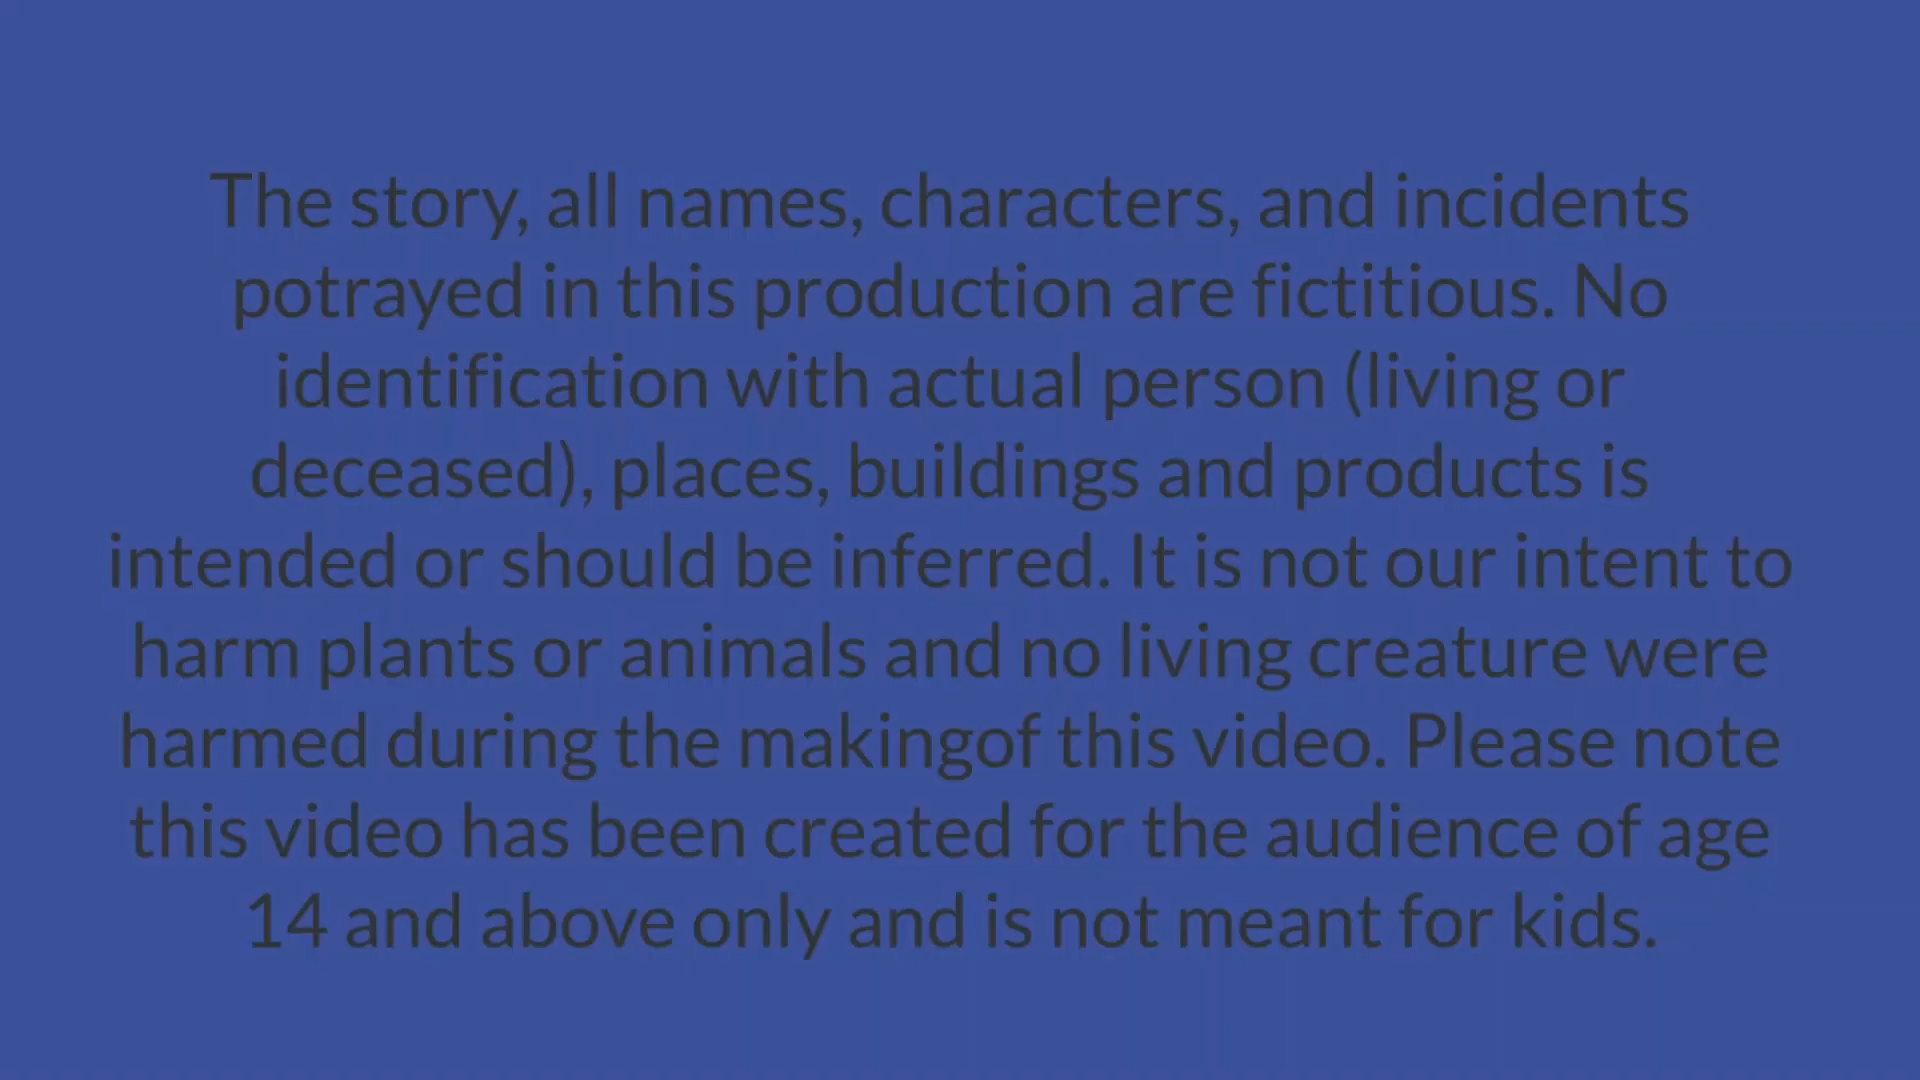 The story, all names, characters, and incidents
potrayed in this production are fictitious. No
identification with actual person (living or
deceased), places, buildings and products is
intended or should be inferred. It is not our intent to
harm plants or animals and no living creature were
harmed during the makingof this video. Please note
this video has been created for the audience of age
14 and above only and is not meant for kids.